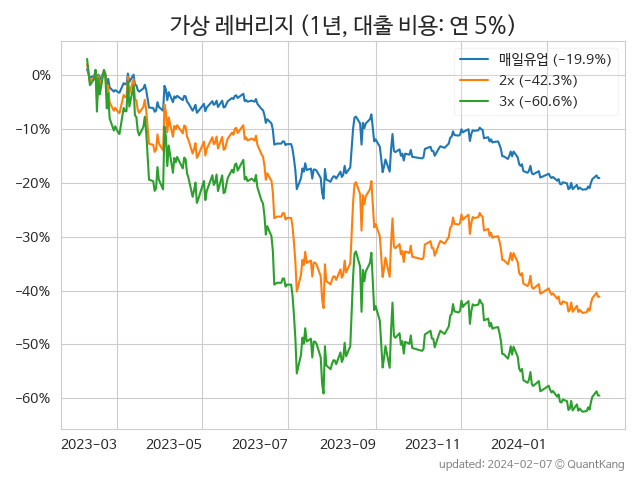 가상 레버리지 (1년, 대출 비용: 연 5%)
매일유업 (−19.9%)
2x (−42.3%)
3x (−60.6%)
0%
−10%
−20%
−30%
−40%
−50%
−60%
2023-03 2023-05 2023-07 2023-09 2023-11 2024-01
updated: 2024-02-07 © QuantKang